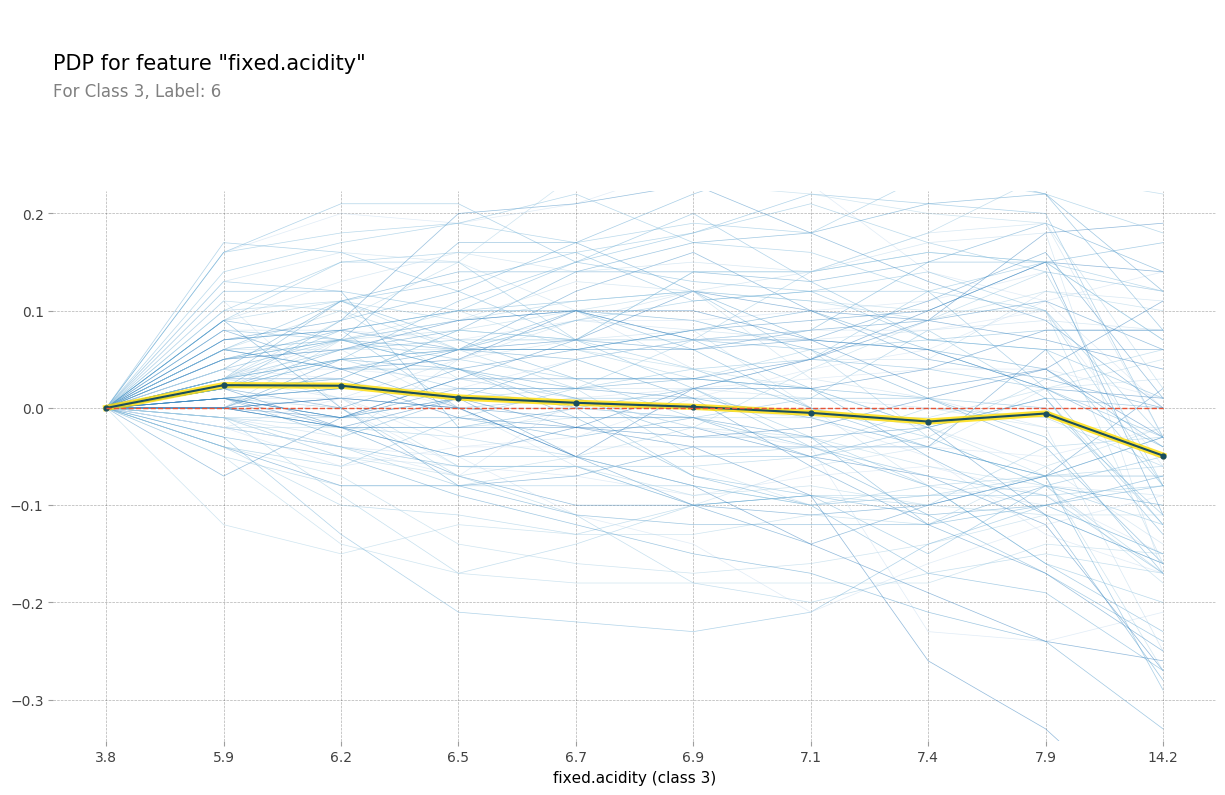 PDP for feature "fixed.acidity"
For Class 3, Label: 6
0.2
0.1
0.0
−0.1
−0.2
−0.3
3.8 5.9 6.2 6.5 6.7 6.9 7.1 7.4 7.9 14.2
fixed.acidity (class 3)